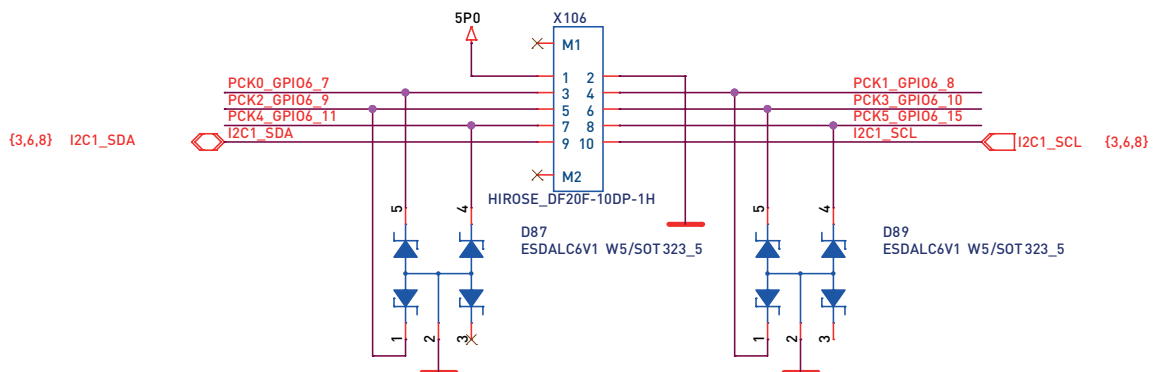 5P0 X106
M1
1 2
PCK0_GPIO6_7 3 4 PCK1_GPIO6_8
PCK2_GPIO6_9 5 6 PCK3_GPIO6_10
PCK4_GPIO6_11 7 8 PCK5_GPIO6_15
{3,6,8} I2C1_SDA I2C1_SDA 9 10 I2C1_SCL I2C1_SCL {3,6,8}
M2
HIROSE_DF20F-10DP-1H
5 4 D87 5 4 D89
ESDALC6V1 W5/SOT323_5 ESDALC6V1 W5/SOT323_5
1 2 3 1 2 3